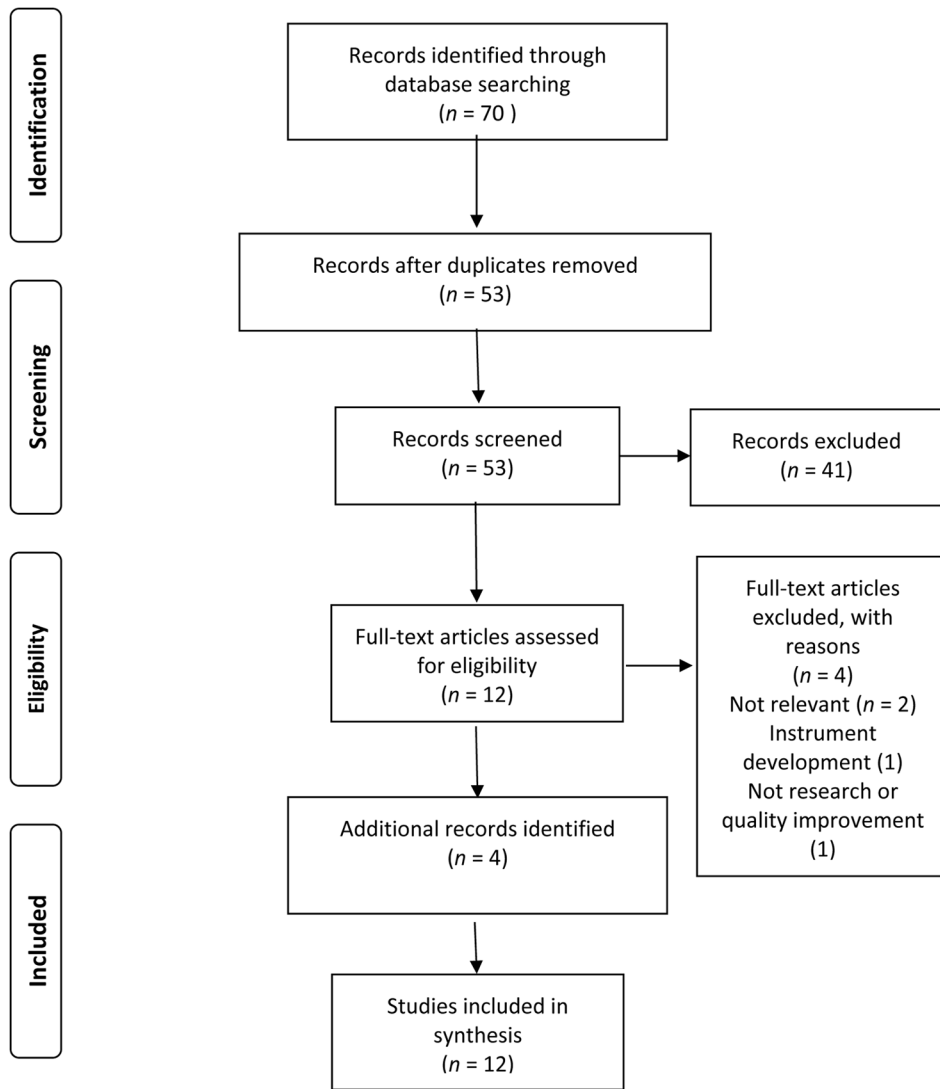 Identification
Records identified through
database searching
(n = 70 )
Records after duplicates removed
(n = 53)
Screening
Records screened
(n = 53)
Records excluded
(n = 41)
Eligibility
Full-text articles assessed
for eligibility
(n = 12)
Full-text articles
excluded, with
reasons
(n = 4)
Not relevant (n = 2)
Instrument
development (1)
Not research or
quality improvement
(1)
Included
Additional records identified
(n = 4)
Studies included in
synthesis
(n = 12)